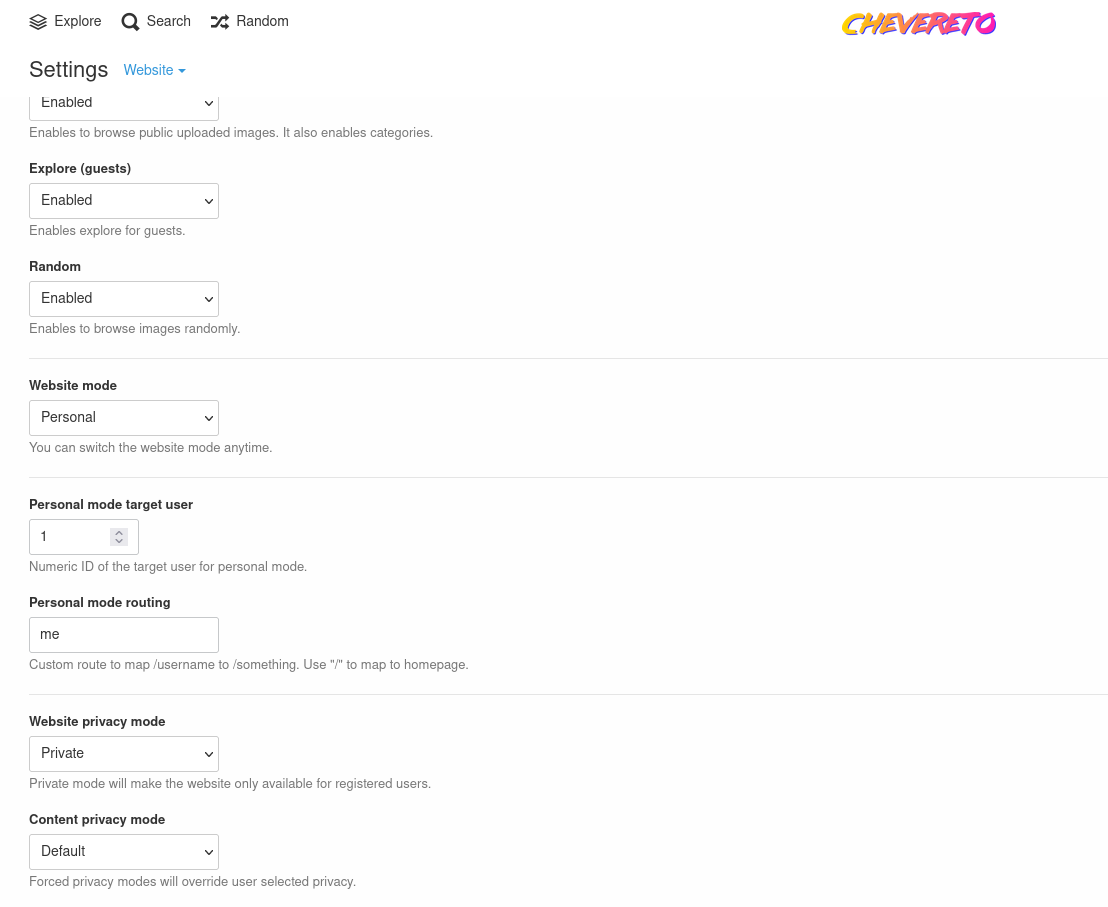 Explore Search Random CHEVERETO
Settings Website
Enabled
Enables to browse public uploaded images. It also enables categories.
Explore (guests)
Enabled
Enables explore for guests.
Random
Enabled
Enables to browse images randomly.
Website mode
Personal
You can switch the website mode anytime.
Personal mode target user
1
Numeric ID of the target user for personal mode.
Personal mode routing
me
Custom route to map /username to /something. Use "/" to map to homepage.
Website privacy mode
Private
Private mode will make the website only available for registered users.
Content privacy mode
Default
Forced privacy modes will override user selected privacy.